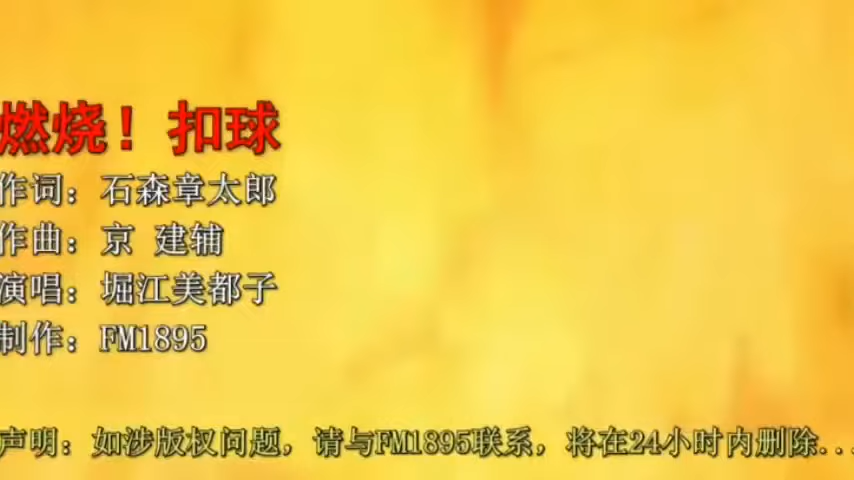 燃烧！扣球
作词：石森章太郎
作曲：京 建辅
演唱：堀江美都子
制作：FM1895
声明：如涉版权问题，请与FM1895联系，将在24小时内删除...